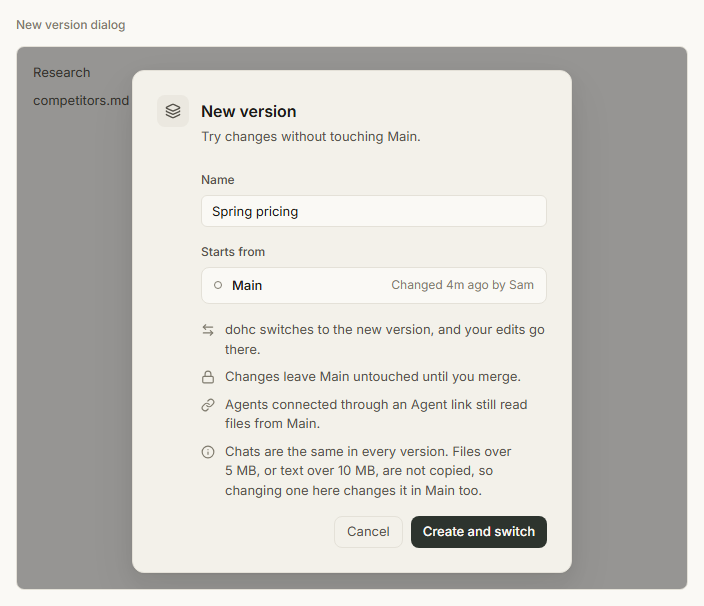 New version dialog
Research
competitors.md
New version
Try changes without touching Main.
Name
Spring pricing
Starts from
Main
Changed 4m ago by Sam
dohc switches to the new version, and your edits go
there.
Changes leave Main untouched until you merge.
Agents connected through an Agent link still read
files from Main.
Chats are the same in every version. Files over
5 MB, or text over 10 MB, are not copied, so
changing one here changes it in Main too.
Cancel
Create and switch